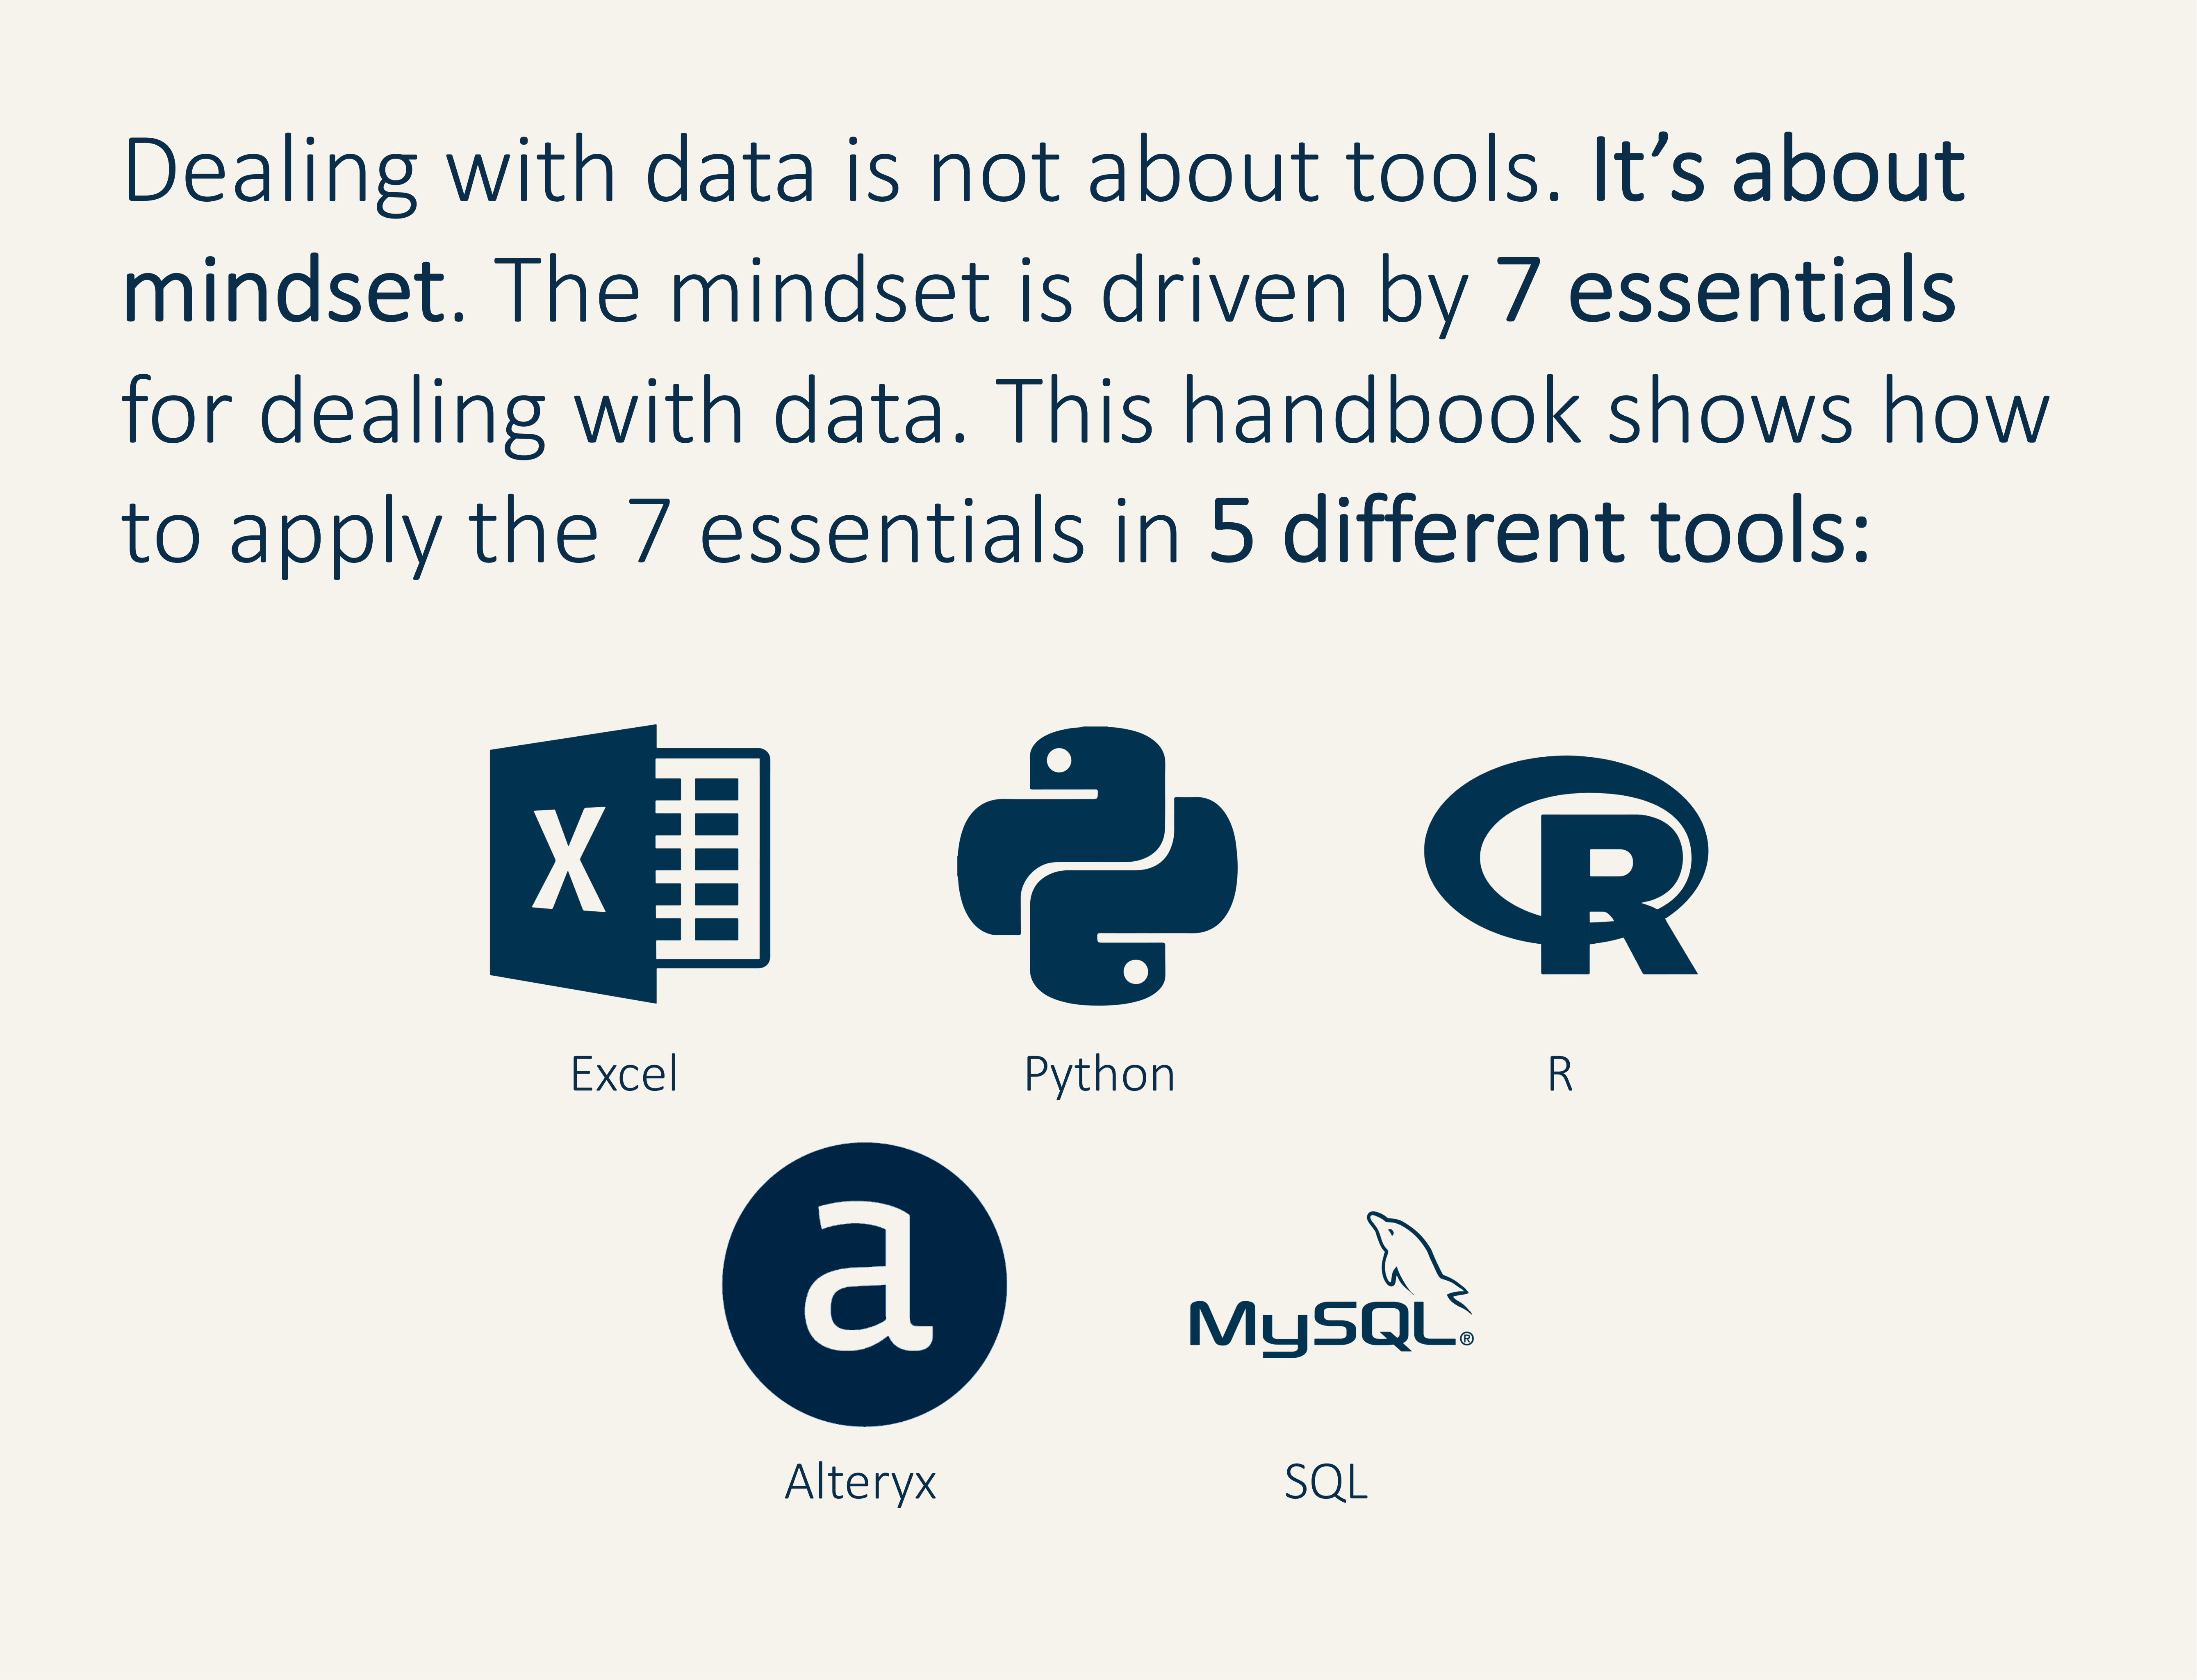 Dealing with data is not about tools. It’s about
mindset. The mindset is driven by 7 essentials
for dealing with data. This handbook shows how
to apply the 7 essentials in 5 different tools:
X
R
Excel
Python
R
a
MySQL®
Alteryx
SQL